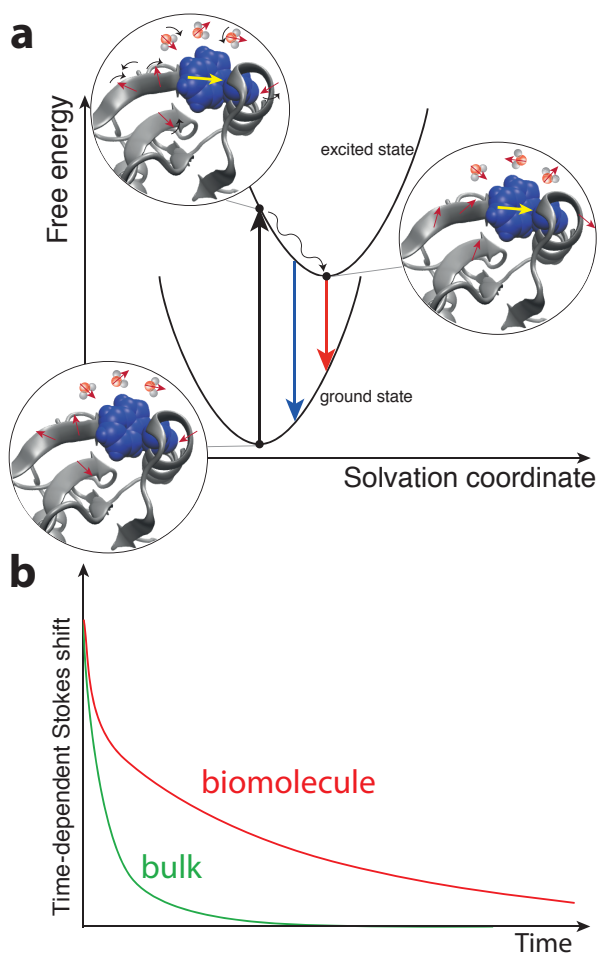 a
Free energy
excited state
ground state
Solvation coordinate
b
Time-dependent Stokes shift
biomolecule
bulk
Time